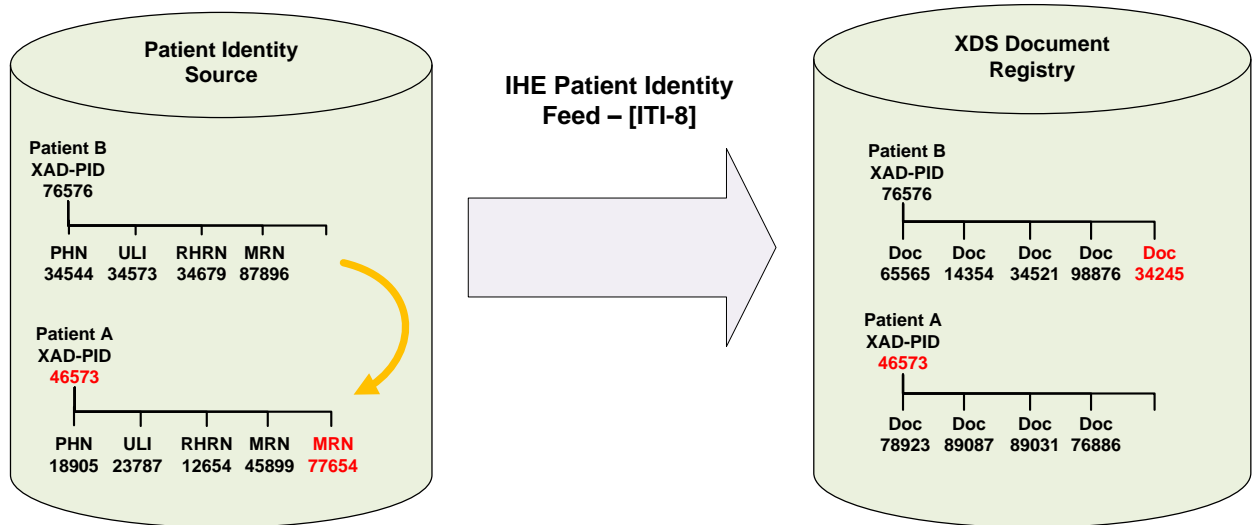 Patient Identity
Source
Patient B
XAD-PID
76576
PHN ULI RHRN MRN
34544 34573 34679 87896
Patient A
XAD-PID
46573
PHN ULI RHRN MRN MRN
18905 23787 12654 45899 77654
IHE Patient Identity
Feed – [ITI-8]
XDS Document
Registry
Patient B
XAD-PID
76576
Doc Doc Doc Doc Doc
65565 14354 34521 98876 34245
Patient A
XAD-PID
46573
Doc Doc Doc Doc
78923 89087 89031 76886